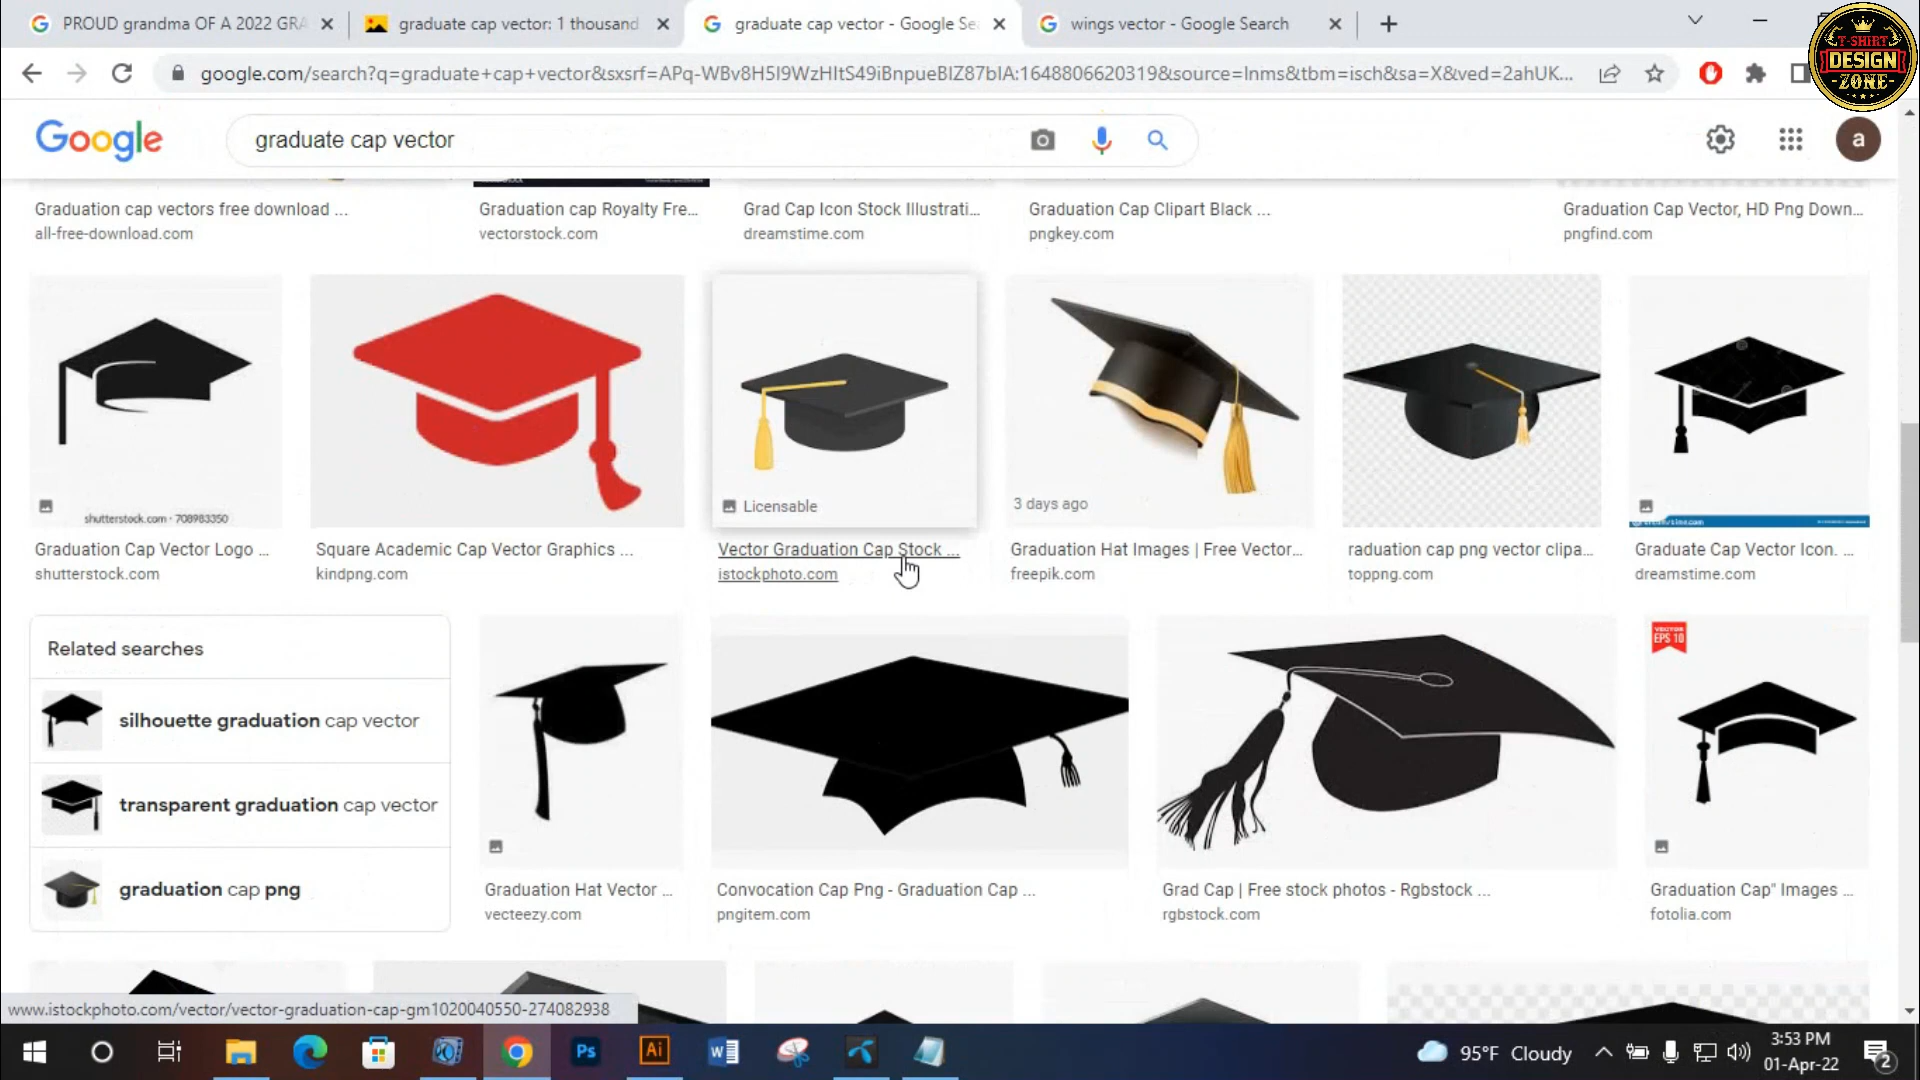 PROUD grandma OF A 2022 GRA
graduate cap vector: 1 thousand
graduate cap vector - Google Se
wings vector - Google Search
google.com/search?q=graduate+cap+vector&sxsrf=APq-WBv8H5I9WzHItS49iBnpueBIZ87bIA:1648806620319&source=lnms&tbm=isch&sa=X&ved=2ahUK...
T-SHIRT
DESIGN
-ZONE-
Google
graduate cap vector
a
Graduation cap vectors free download ...
all-free-download.com
Graduation cap Royalty Fre...
vectorstock.com
Grad Cap Icon Stock Illustrati...
dreamstime.com
Graduation Cap Clipart Black ...
pngkey.com
Graduation Cap Vector, HD Png Down...
pngfind.com
shutterstock.com · 708983350
Licensable
3 days ago
Graduation Cap Vector Logo ...
shutterstock.com
Square Academic Cap Vector Graphics ...
kindpng.com
Vector Graduation Cap Stock ...
istockphoto.com
Graduation Hat Images | Free Vector...
freepik.com
raduation cap png vector clipa...
toppng.com
Graduate Cap Vector Icon. ...
dreamstime.com
Related searches
silhouette graduation cap vector
transparent graduation cap vector
graduation cap png
VECTOR
EPS 10
Graduation Hat Vector ...
vecteezy.com
Convocation Cap Png - Graduation Cap ...
pngitem.com
Grad Cap | Free stock photos - Rgbstock ...
rgbstock.com
Graduation Cap" Images ...
fotolia.com
www.istockphoto.com/vector/vector-graduation-cap-gm1020040550-274082938
Ps
Ai
W
95°F Cloudy
3:53 PM
01-Apr-22
2